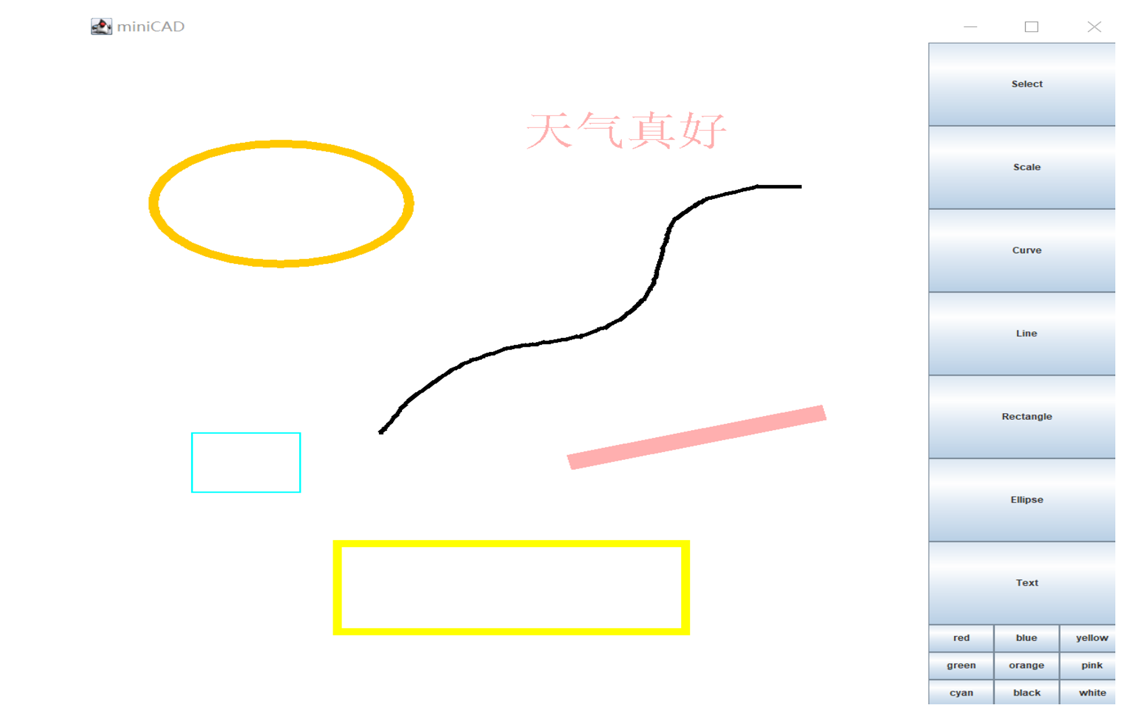 miniCAD
天气真好
Select
Scale
Curve
Line
Rectangle
Ellipse
Text
red blue yellow
green orange pink
cyan black white